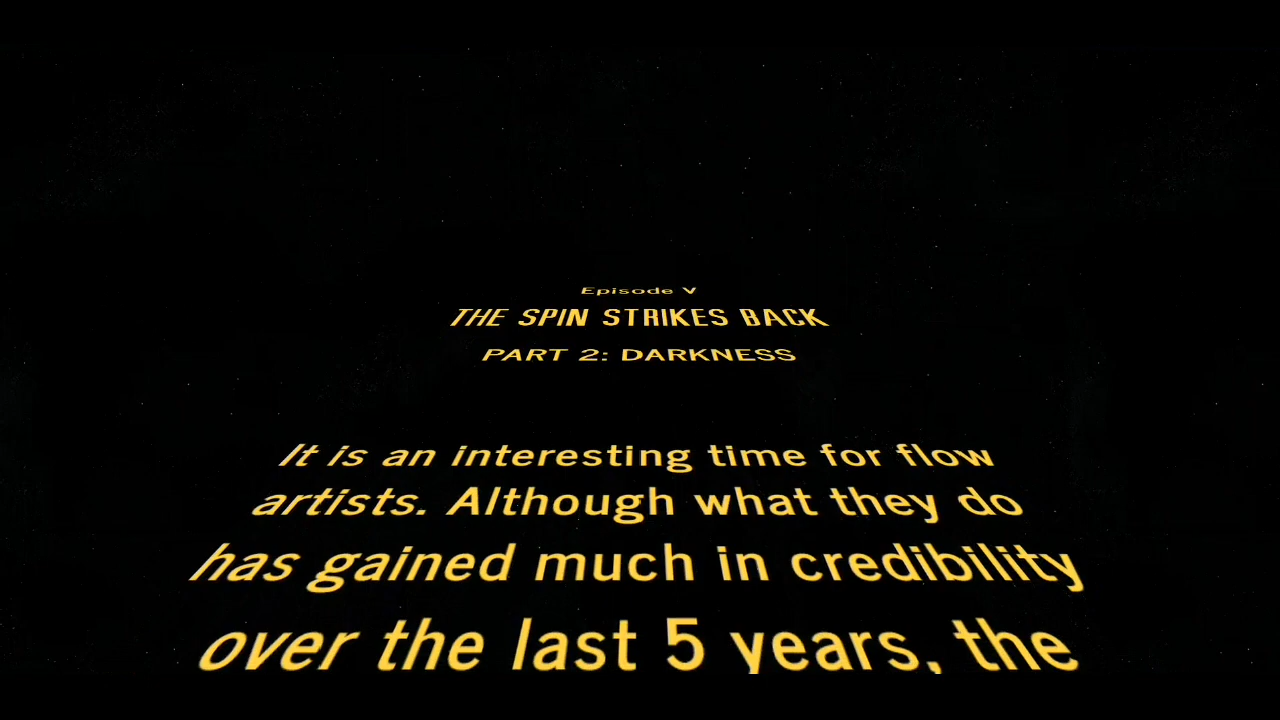 Episode V
THE SPIN STRIKES BACK
PART 2: DARKNESS
It is an interesting time for flow
artists. Although what they do
has gained much in credibility
over the last 5 years, the